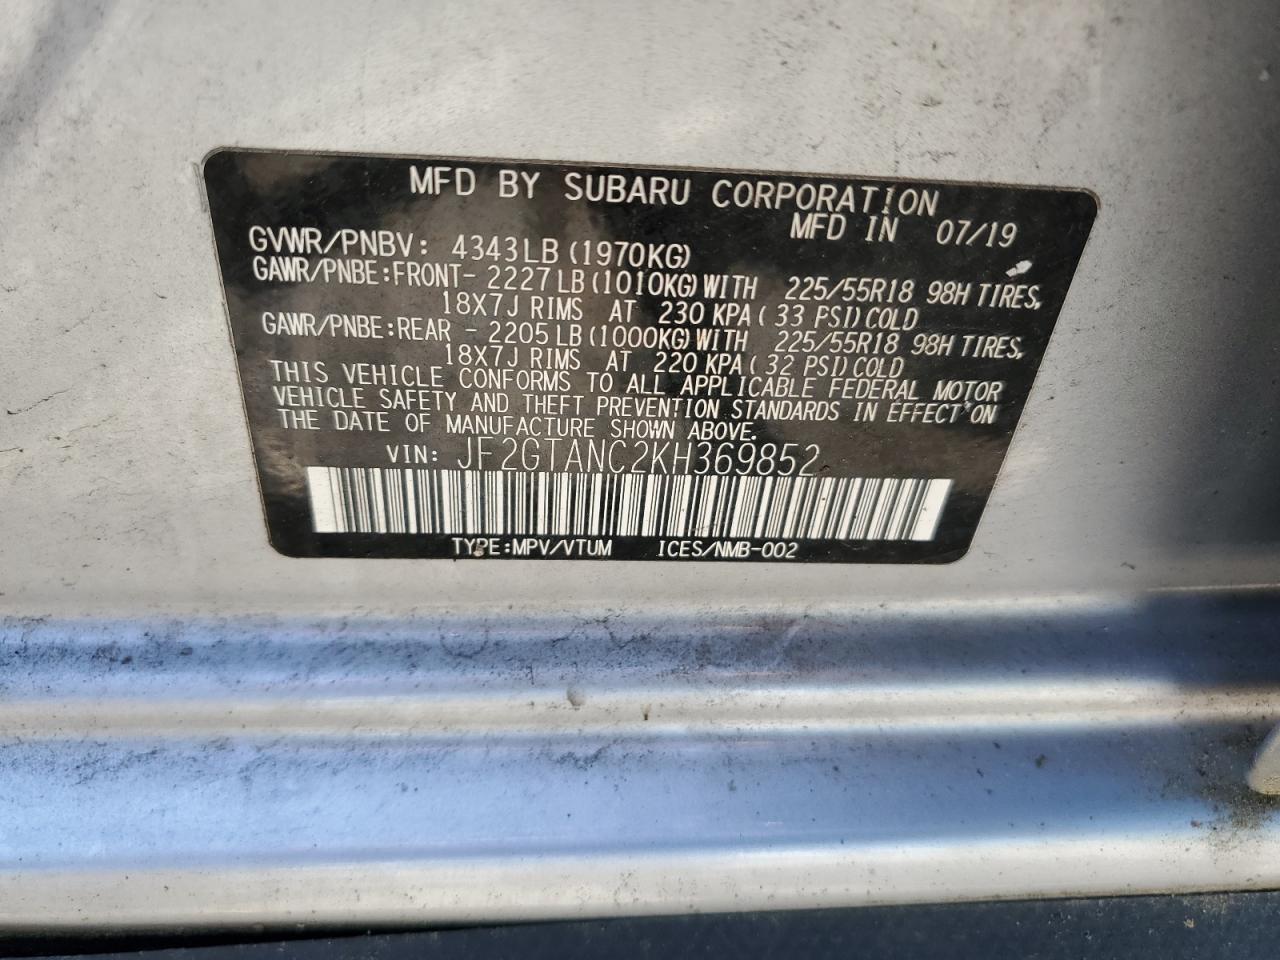 MFD BY SUBARU CORPORATION
MFD IN 07/19
GVWR/PNBV: 4343LB (1970KG)
GAWR/PNBE:FRONT- 2227LB (1010KG) WITH 225/55R18 98H TIRES,
18X7J RIMS AT 230 KPA ( 33 PSI) COLD
GAWR/PNBE:REAR - 2205LB (1000KG) WITH 225/55R18 98H TIRES,
18X7J RIMS AT 220 KPA ( 32 PSI) COLD
THIS VEHICLE CONFORMS TO ALL APPLICABLE FEDERAL MOTOR
VEHICLE SAFETY AND THEFT PREVENTION STANDARDS IN EFFECT ON
THE DATE OF MANUFACTURE SHOWN ABOVE.
VIN: JF2GTANC2KH369852
TYPE:MPV/VTUM ICES/NMB-002